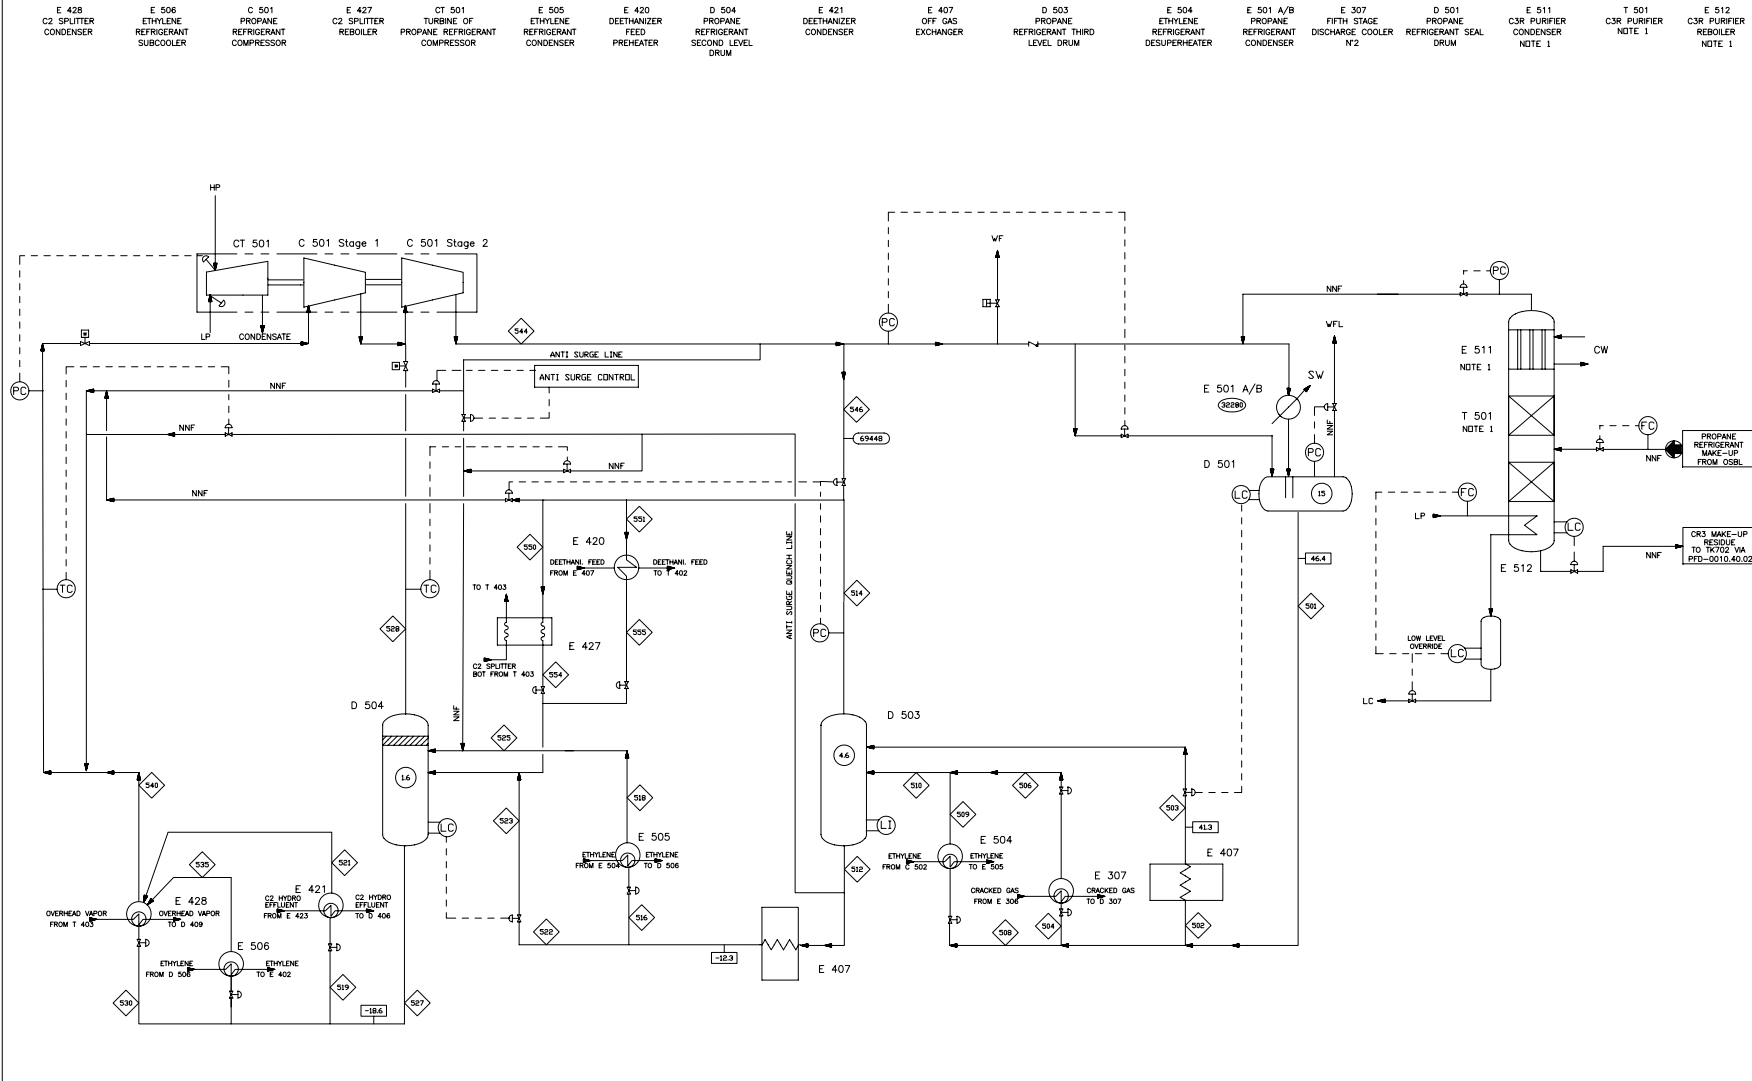 E 428
C2 SPLITTER
CONDENSER
E 506
ETHYLENE
REFRIGERANT
SUBCOOLER
C 501
PROPANE
REFRIGERANT
COMPRESSOR
E 427
C2 SPLITTER
REBOILER
CT 501
TURBINE OF
PROPANE REFRIGERANT
COMPRESSOR
E 505
ETHYLENE
REFRIGERANT
CONDENSER
E 420
DEETHANIZER
FEED
PREHEATER
D 504
PROPANE
REFRIGERANT
SECOND LEVEL
DRUM
E 421
DEETHANIZER
CONDENSER
E 407
OFF GAS
EXCHANGER
D 503
PROPANE
REFRIGERANT THIRD
LEVEL DRUM
E 504
ETHYLENE
REFRIGERANT
DESUPERHEATER
E 501 A/B
PROPANE
REFRIGERANT
CONDENSER
E 307
FIFTH STAGE
DISCHARGE COOLER
N°2
D 501
PROPANE
REFRIGERANT SEAL
DRUM
E 511
C3R PURIFIER
CONDENSER
NOTE 1
T 501
C3R PURIFIER
NOTE 1
E 512
C3R PURIFIER
REBOILER
NOTE 1
HP
CT 501
C 501 Stage 1
C 501 Stage 2
LP
CONDENSATE
544
ANTI SURGE LINE
ANTI SURGE CONTROL
PC
NNF
NNF
NNF
NNF
TC
TC
528
546
69448
PC
WF
WFL
NNF
PC
E 511
NOTE 1
CW
E 501 A/B
32280
SW
NNF
PC
T 501
NOTE 1
FC
NNF
PROPANE
REFRIGERANT
MAKE-UP
FROM OSBL
D 501
LC
15
FC
LP
LC
NNF
CR3 MAKE-UP
RESIDUE
TO TK702 VIA
PFD-0010.40.02
E 512
46.4
501
LOW LEVEL
OVERRIDE
LC
LC
551
550
E 420
DEETHANI. FEED
FROM E 407
DEETHANI. FEED
TO T 402
TO T 403
555
E 427
C2 SPLITTER
BOT FROM T 403
554
ANTI SURGE QUENCH LINE
514
PC
D 504
NNF
525
16
518
523
LC
E 505
ETHYLENE
FROM E 504
ETHYLENE
TO D 506
516
522
-12.3
E 407
D 503
4.6
LI
512
510
506
509
E 504
ETHYLENE
FROM C 502
ETHYLENE
TO E 505
E 307
CRACKED GAS
FROM E 306
CRACKED GAS
TO D 307
508
504
503
41.3
E 407
502
540
535
521
E 428
OVERHEAD VAPOR
FROM T 403
OVERHEAD VAPOR
TO D 409
E 421
C2 HYDRO
EFFLUENT
FROM E 423
C2 HYDRO
EFFLUENT
TO D 406
E 506
ETHYLENE
FROM D 506
ETHYLENE
TO E 402
530
519
-18.6
527